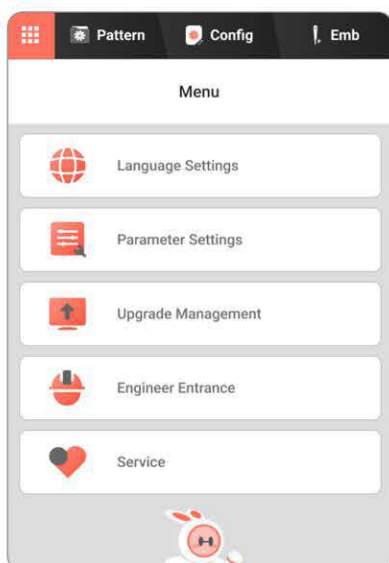 Pattern Config Emb
Menu
Language Settings
Parameter Settings
Upgrade Management
Engineer Entrance
Service